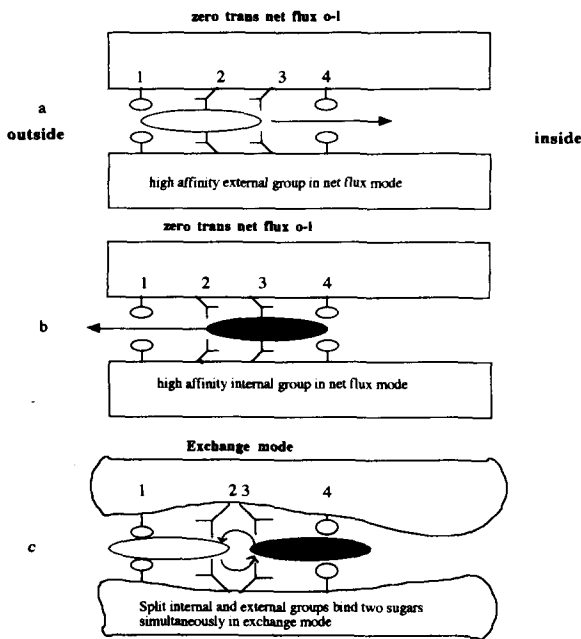 zero trans net flux o-i
1 2 3 4
a
outside
inside
high affinity external group in net flux mode
zero trans net flux o-i
1 2 3 4
b
high affinity internal group in net flux mode
Exchange mode
1 2 3 4
c
Split internal and external groups bind two sugars
simultaneously in exchange mode